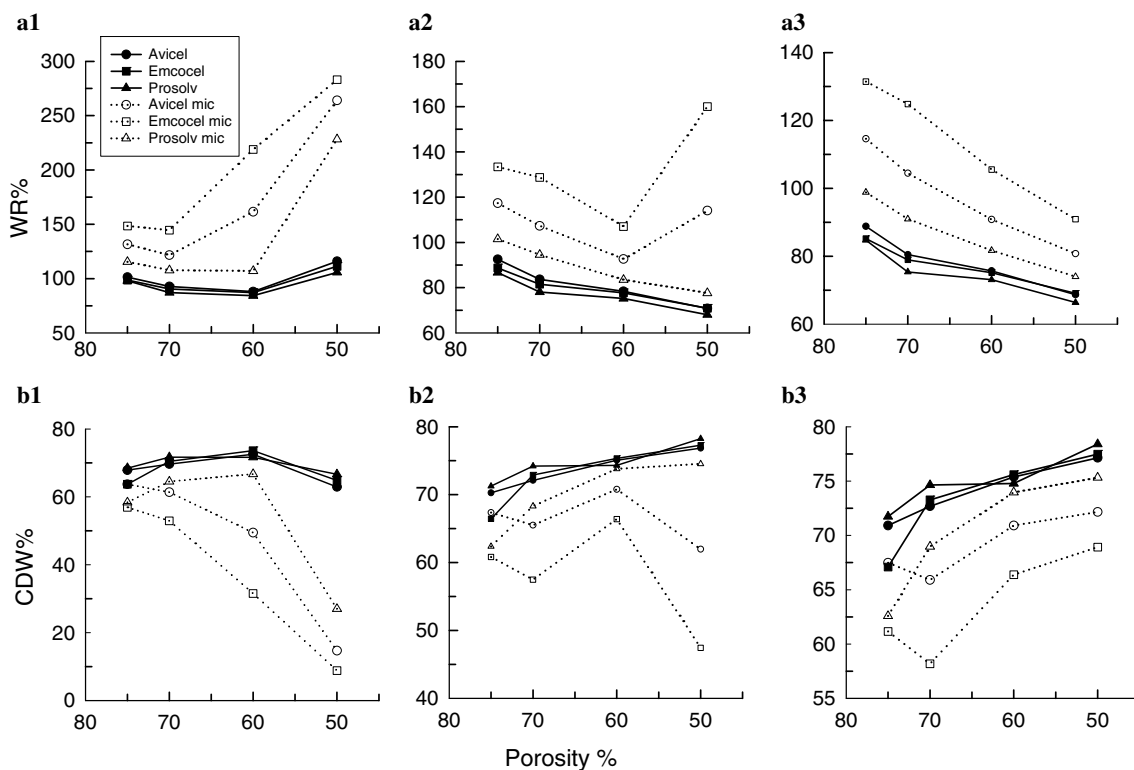 a1
a2
a3
Avicel
Emcocel
Prosolv
Avicel mic
Emcocel mic
Prosolv mic
300
250
200
150
100
50
WR%
80 70 60 50
180
160
140
120
100
80
60
80 70 60 50
140
120
100
80
60
80 70 60 50
b1
b2
b3
80
60
40
20
0
CDW%
80 70 60 50
80
70
60
50
40
80 70 60 50
80
75
70
65
60
55
80 70 60 50
Porosity %